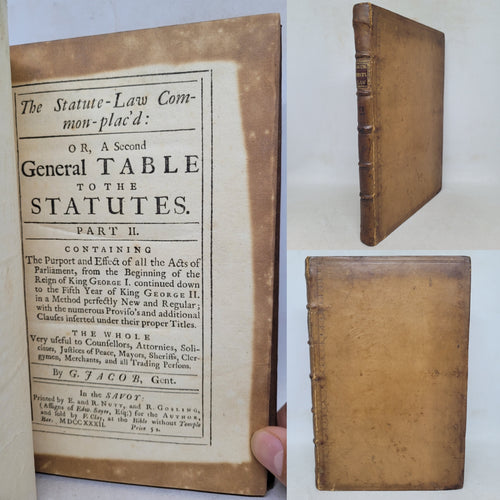 The Statute-Law Com-
mon-plac'd:
OR, A Second
General TABLE
TO THE
STATUTES.
PART II.
CONTAINING
The Purport and Effect of all the Acts of
Parliament, from the Beginning of the
Reign of King GEORGE I. continued down
to the Fifth Year of King GEORGE II.
in a Method perfectly New and Regular;
with the numerous Proviso's and additional
Clauses inserted under their proper Titles.
THE WHOLE
Very useful to Counsellors, Attornies, Soli-
citors, Justices of Peace, Mayors, Sheriffs, Cler-
gymen, Merchants, and all Trading Persons.
By G. JACOB, Gent.
In the SAVOY:
Printed by E. and R. NUTT, and R. GOSLING,
(Assigns of Edw. Sayer, Esq;) for the AUTHOR,
and sold by F. Clay, at the Bible without Temple
Bar. MDCCXXXII. Price 5 s.